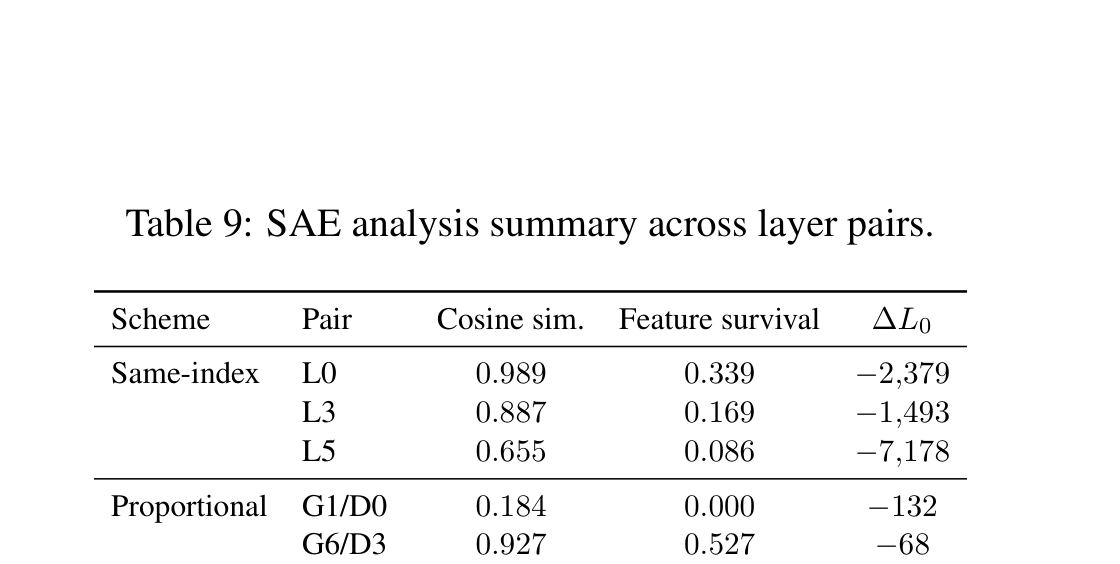 Table 9: SAE analysis summary across layer pairs.
Scheme Pair Cosine sim. Feature survival ΔL₀
Same-index L0 0.989 0.339 −2,379
L3 0.887 0.169 −1,493
L5 0.655 0.086 −7,178
Proportional G1/D0 0.184 0.000 −132
G6/D3 0.927 0.527 −68